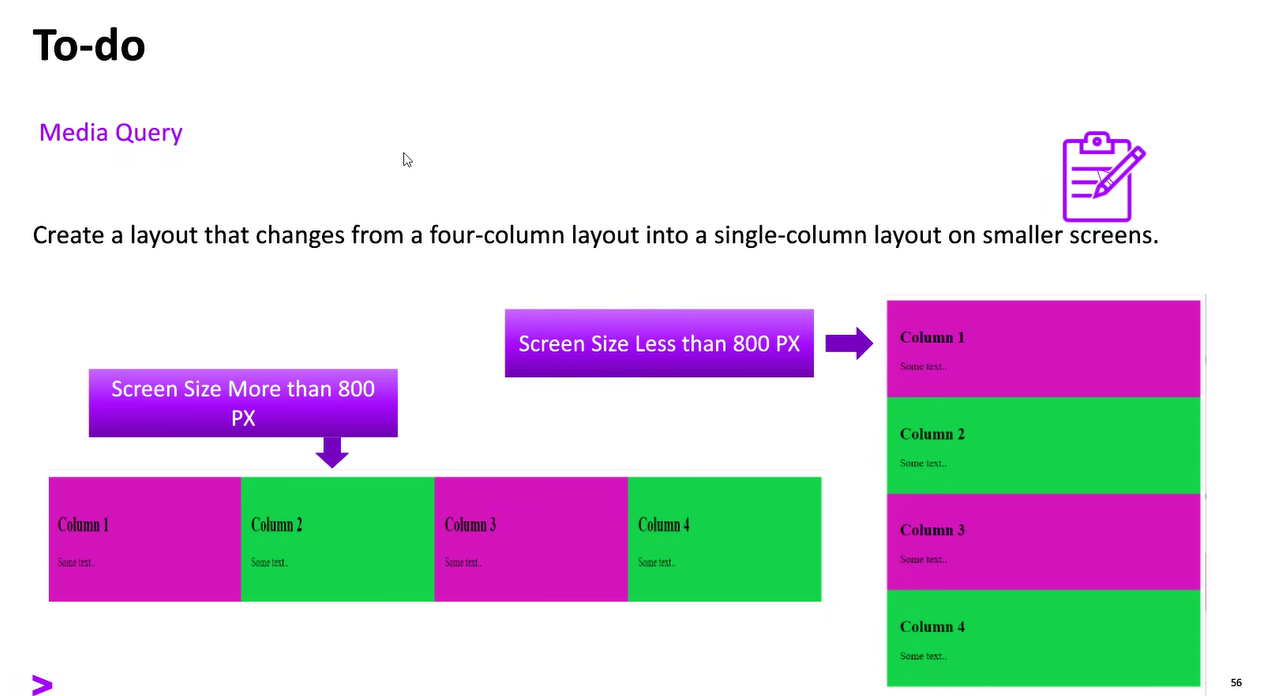 To-do
Media Query
Create a layout that changes from a four-column layout into a single-column layout on smaller screens.
Screen Size Less than 800 PX
Screen Size More than 800
PX
Column 1
Some text..
Column 2
Some text..
Column 3
Some text..
Column 4
Some text..
Column 1
Some text..
Column 2
Some text..
Column 3
Some text..
Column 4
Some text..
>
56